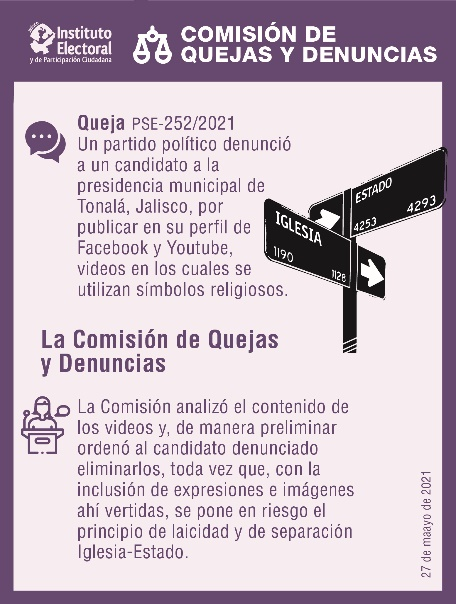 Instituto
Electoral
y de Participación Ciudadana
COMISIÓN DE
QUEJAS Y DENUNCIAS
Queja PSE-252/2021
Un partido político denunció
a un candidato a la
presidencia municipal de
Tonalá, Jalisco, por
publicar en su perfil de
Facebook y Youtube,
videos en los cuales se
utilizan símbolos religiosos.
ESTADO
4253 4293
IGLESIA
1190 1128
La Comisión de Quejas
y Denuncias
La Comisión analizó el contenido de
los videos y, de manera preliminar
ordenó al candidato denunciado
eliminarlos, toda vez que, con la
inclusión de expresiones e imágenes
ahí vertidas, se pone en riesgo el
principio de laicidad y de separación
Iglesia-Estado.
27 de maayo de 2021